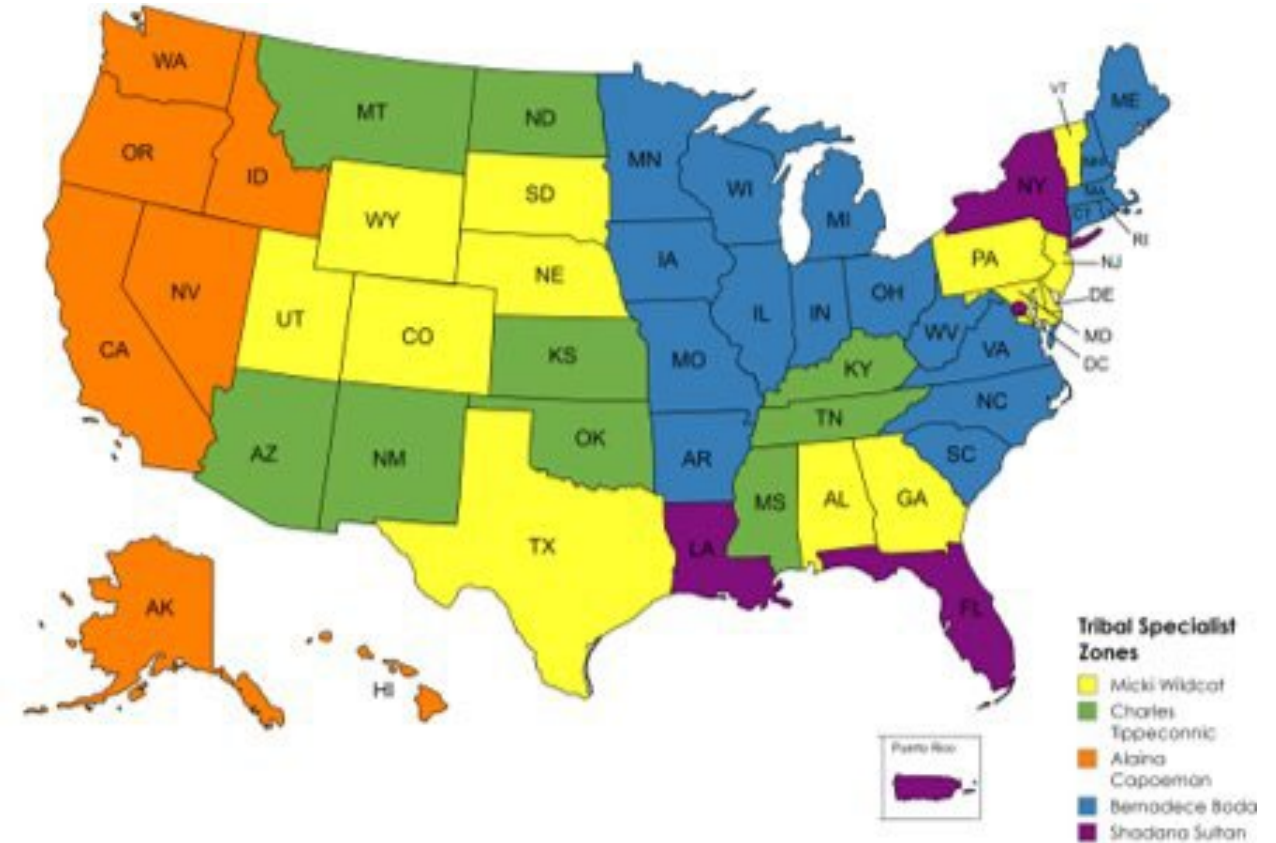 WA
MT
ND
MN
VT
ME
OR
ID
SD
WI
MI
NY
NH
MA
CT
RI
WY
NE
IA
PA
NJ
NV
UT
CO
IL
IN
OH
DE
CA
KS
MO
KY
WV
VA
MD
DC
AZ
NM
OK
TN
NC
AR
SC
TX
LA
MS
AL
GA
FL
AK
HI
Tribal Specialist
Zones
Micki Wildcat
Charles
Tippeconnic
Alaina
Capoeman
Bernadece Boda
Shadana Sultan
Puerto Rico